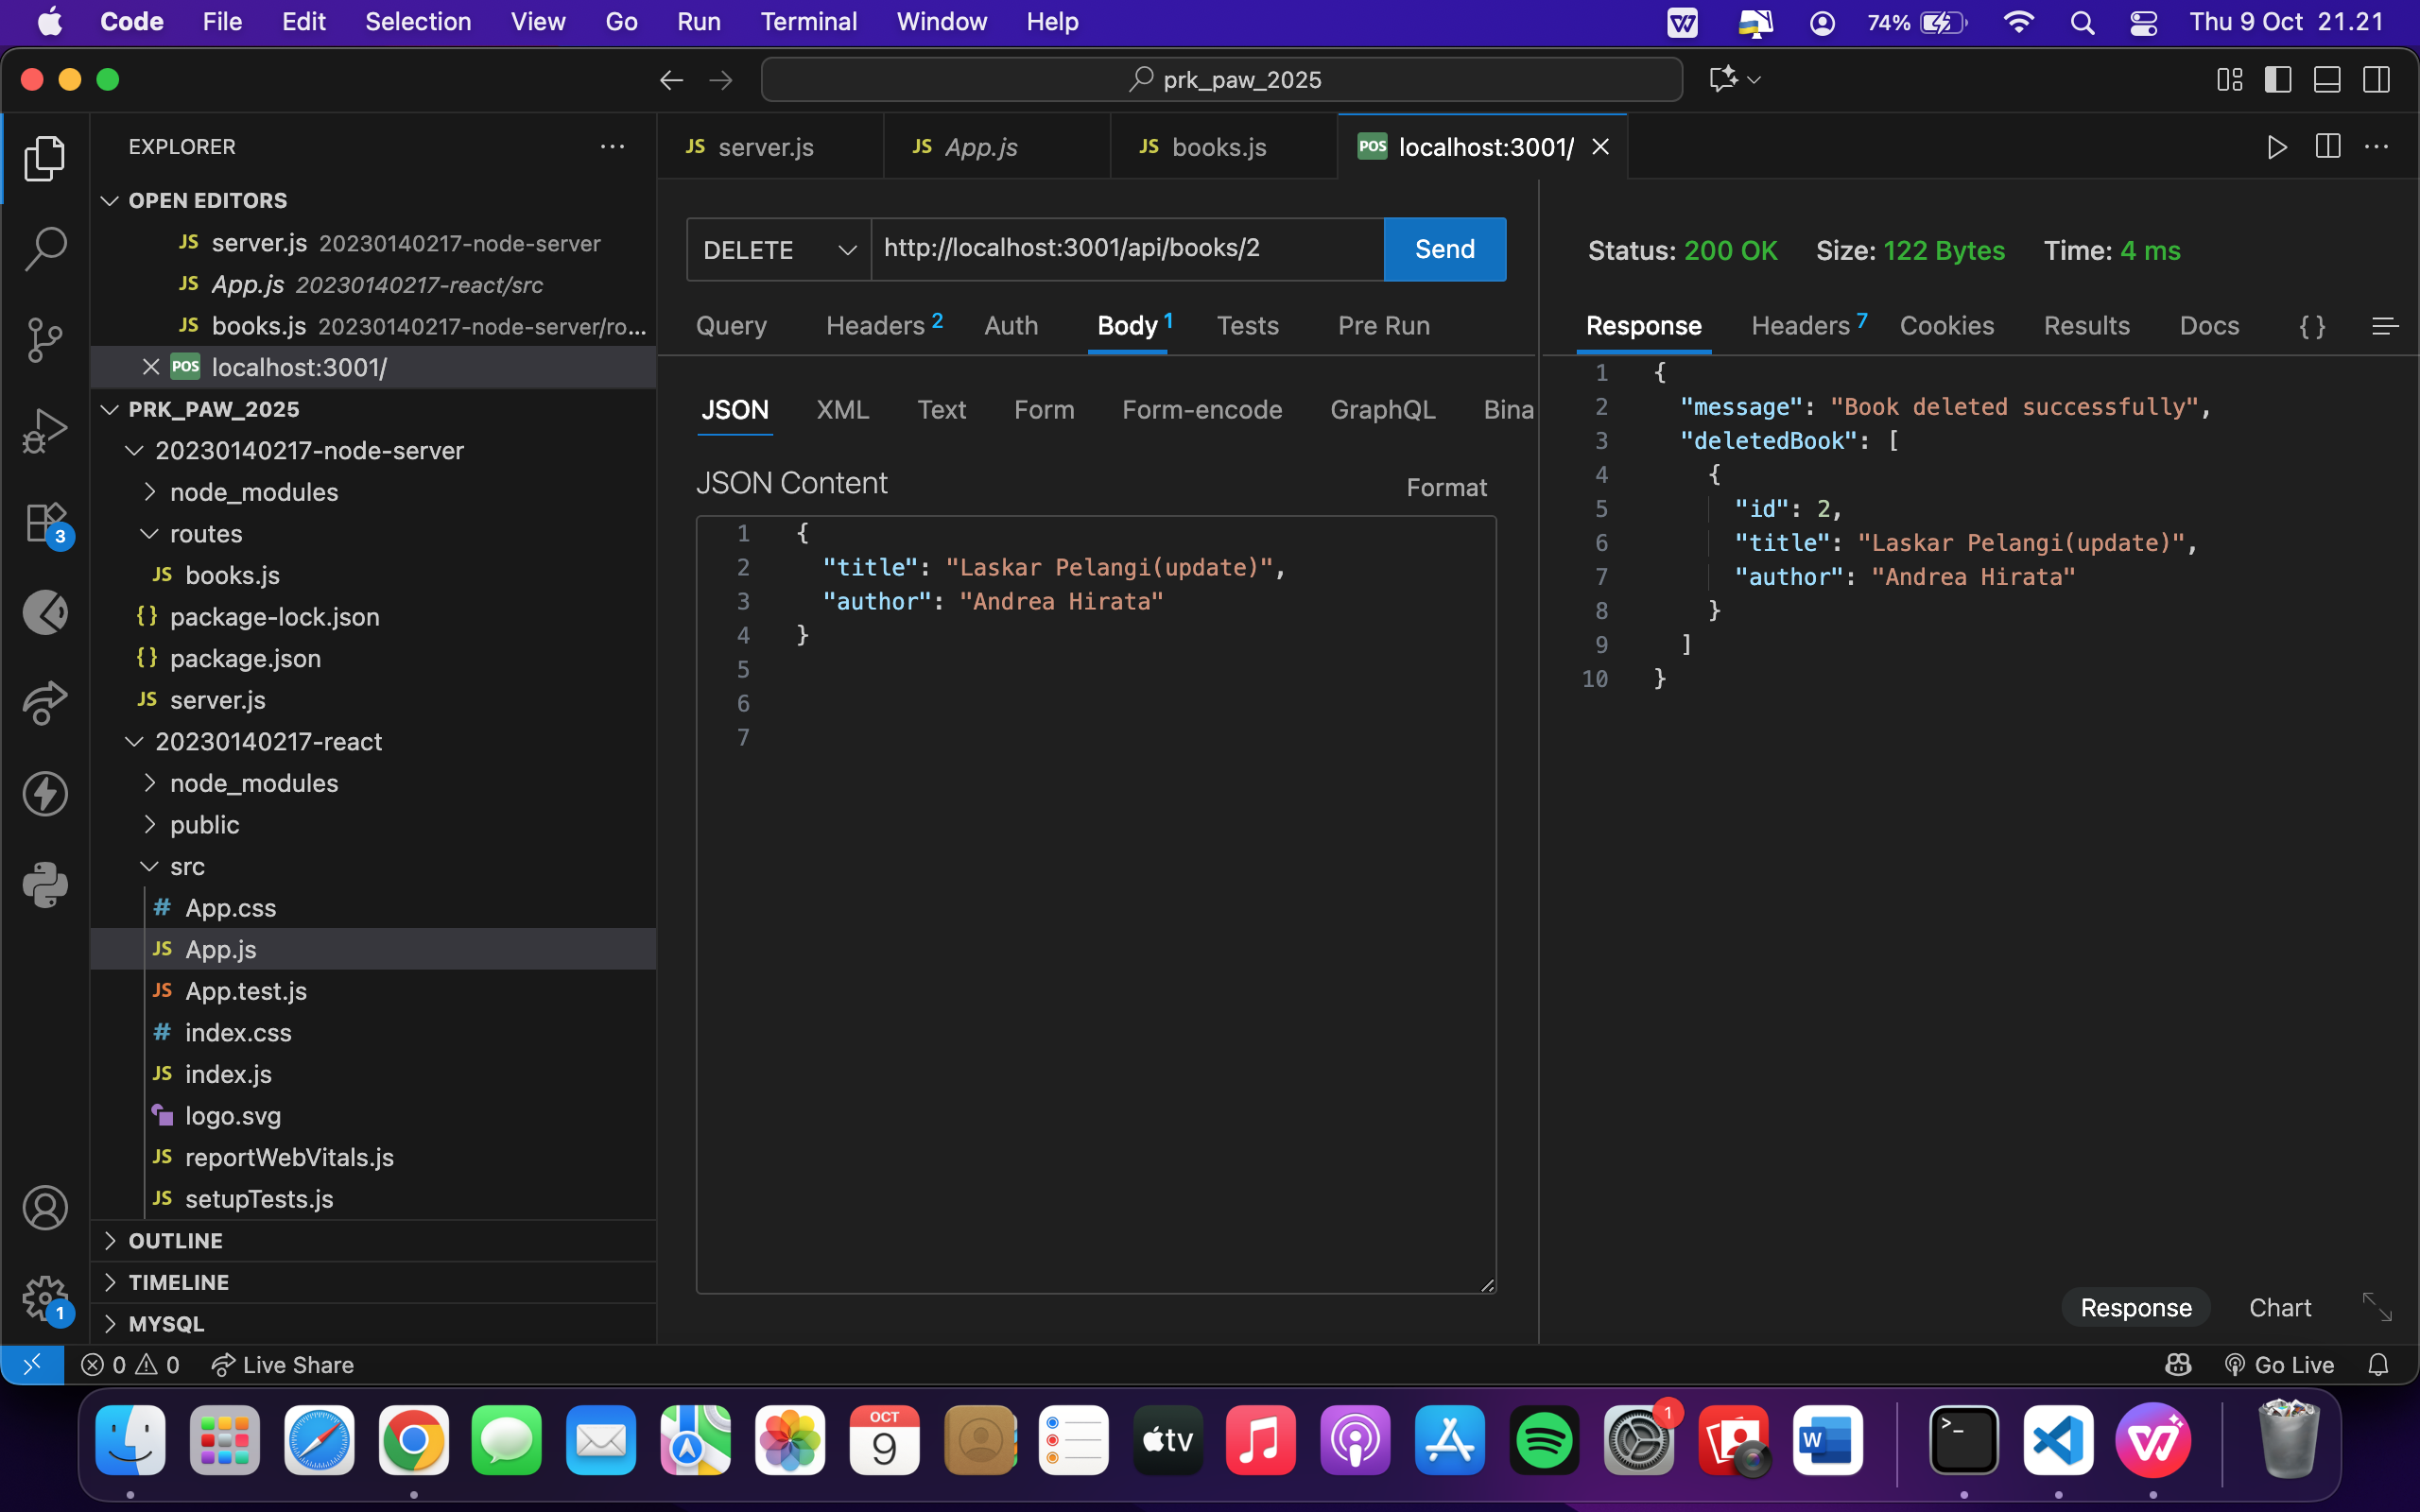 Code File Edit Selection View Go Run Terminal Window Help 74% Thu 9 Oct 21.21
prk_paw_2025
EXPLORER
OPEN EDITORS
JS server.js 20230140217-node-server
JS App.js 20230140217-react/src
JS books.js 20230140217-node-server/ro...
POS localhost:3001/
PRK_PAW_2025
20230140217-node-server
node_modules
routes
JS books.js
{} package-lock.json
{} package.json
JS server.js
20230140217-react
node_modules
public
src
# App.css
JS App.js
JS App.test.js
# index.css
JS index.js
logo.svg
JS reportWebVitals.js
JS setupTests.js
OUTLINE
TIMELINE
MYSQL
3
1
JS server.js JS App.js JS books.js POS localhost:3001/
DELETE http://localhost:3001/api/books/2 Send
Query Headers 2 Auth Body 1 Tests Pre Run
JSON XML Text Form Form-encode GraphQL Bina
JSON Content Format
1 {
2 "title": "Laskar Pelangi(update)",
3 "author": "Andrea Hirata"
4 }
5
6
7
Status: 200 OK Size: 122 Bytes Time: 4 ms
Response Headers 7 Cookies Results Docs {}
1 {
2 "message": "Book deleted successfully",
3 "deletedBook": [
4 {
5 "id": 2,
6 "title": "Laskar Pelangi(update)",
7 "author": "Andrea Hirata"
8 }
9 ]
10 }
Response Chart
0 0 Live Share Go Live
OCT
9
tv
1
W
>_